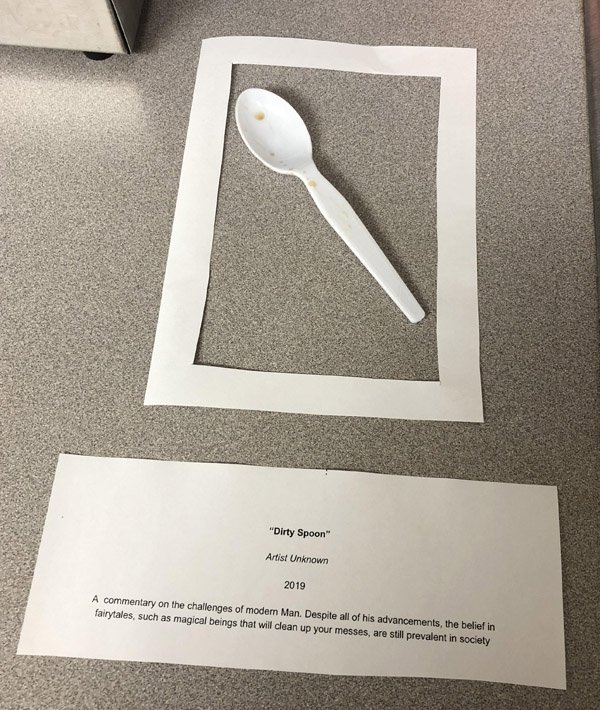 “Dirty Spoon”
Artist Unknown
2019
A commentary on the challenges of modern Man. Despite all of his advancements, the belief in
fairytales, such as magical beings that will clean up your messes, are still prevalent in society